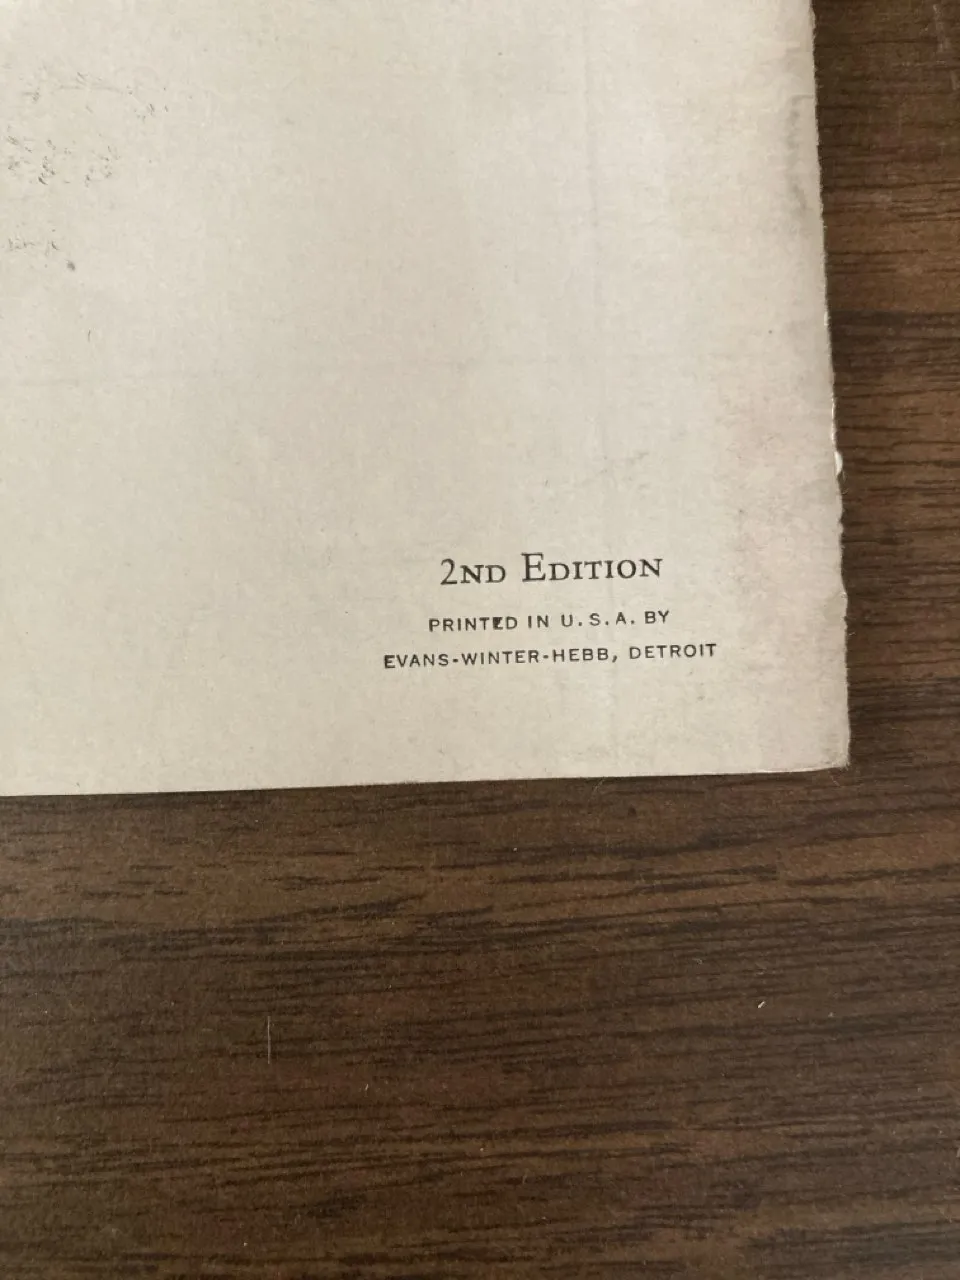 2ND EDITION
PRINTED IN U.S.A. BY
EVANS-WINTER-HEBB, DETROIT